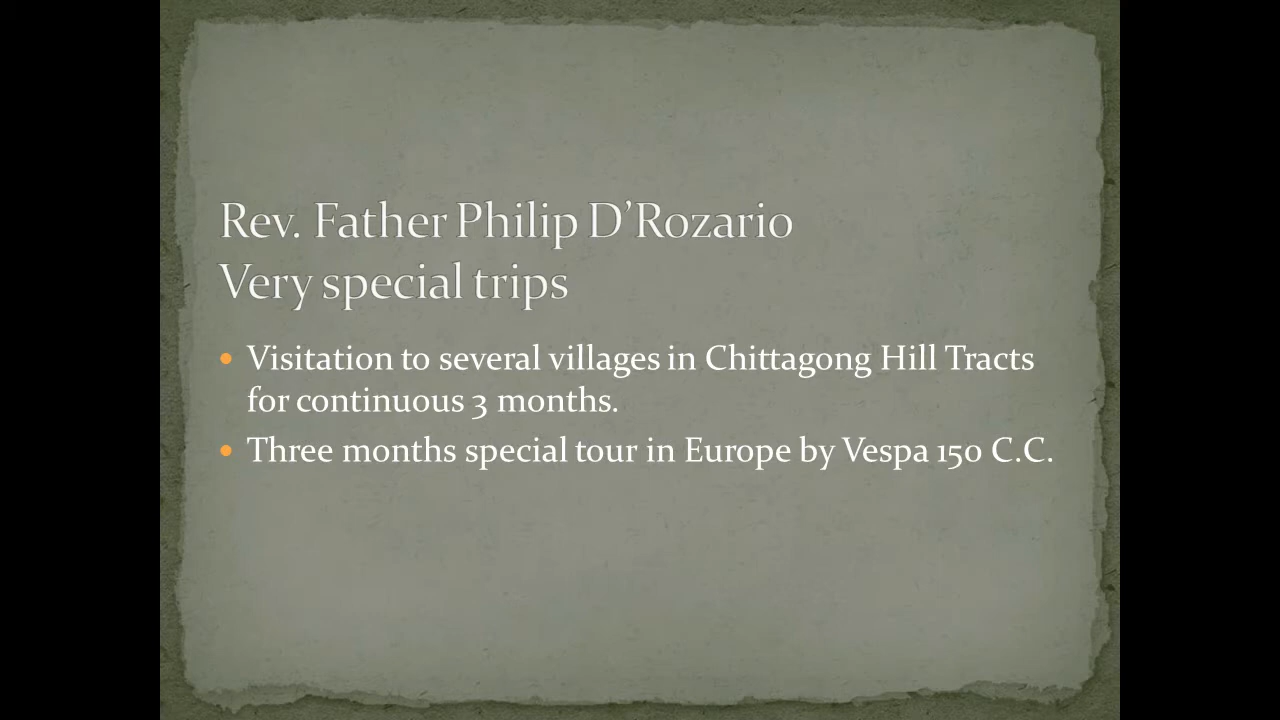 Rev. Father Philip D’Rozario
Very special trips
• Visitation to several villages in Chittagong Hill Tracts
for continuous 3 months.
• Three months special tour in Europe by Vespa 150 C.C.